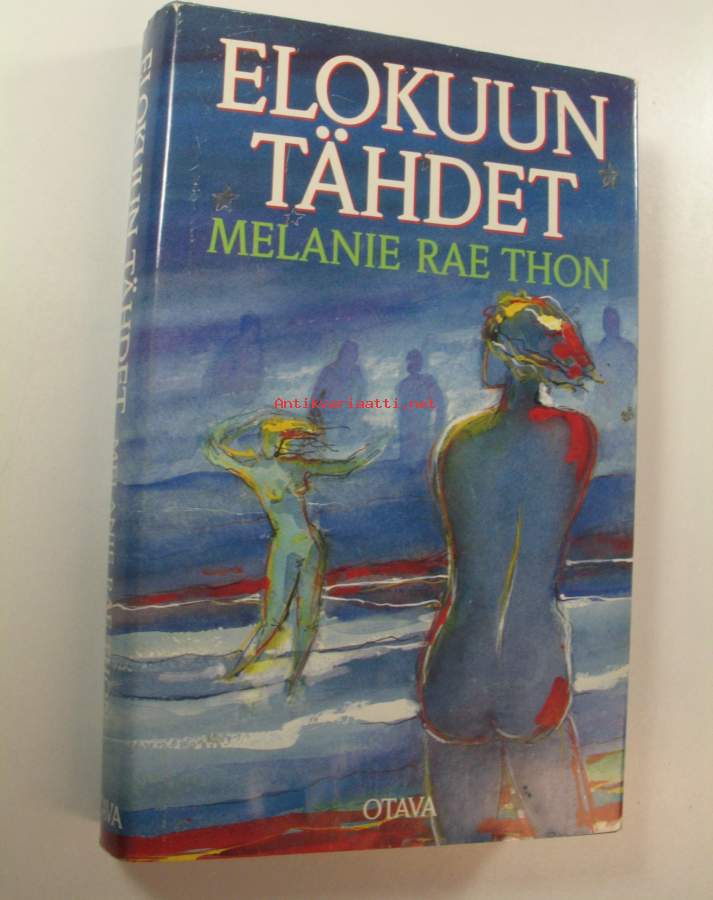 ELOKUUN
TÄHDET
MELANIE RAE THON
Antikvariaatti.net
OTAVA
ELOKUUN TÄHDET